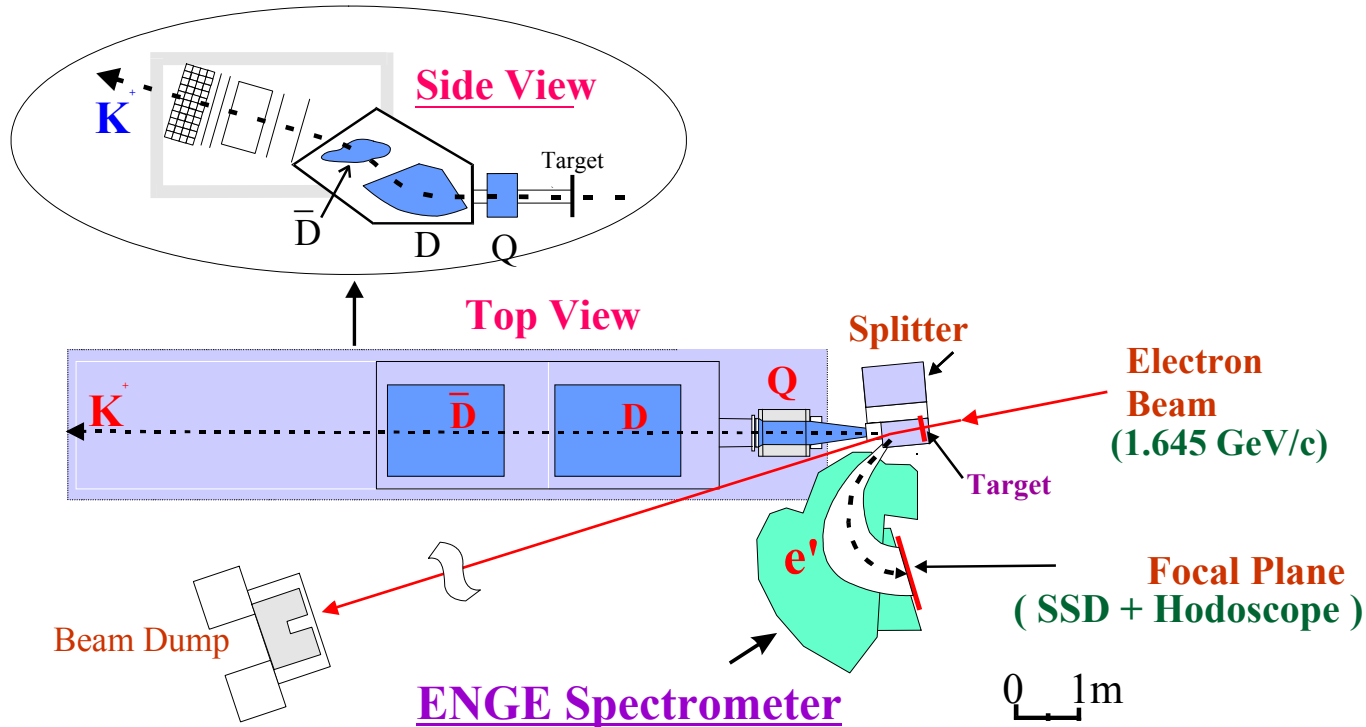 Side View
K+
Target
D̅
D
Q
Top View
Splitter
Electron
Beam
(1.645 GeV/c)
K+
D̅
D
Q
Target
e'
Focal Plane
( SSD + Hodoscope )
Beam Dump
ENGE Spectrometer
0 1m